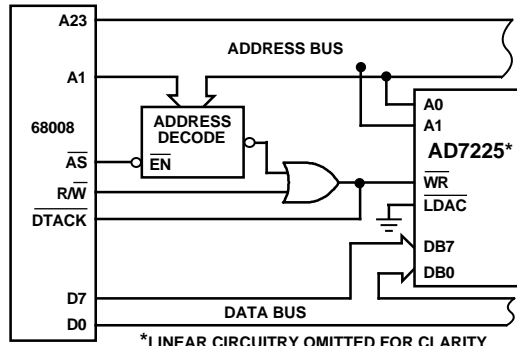 A23
ADDRESS BUS
A1
68008
ADDRESS
DECODE
EN
AS
R/W
DTACK
D7
D0
DATA BUS
A0
A1
AD7225*
WR
LDAC
DB7
DB0
*LINEAR CIRCUITRY OMITTED FOR CLARITY